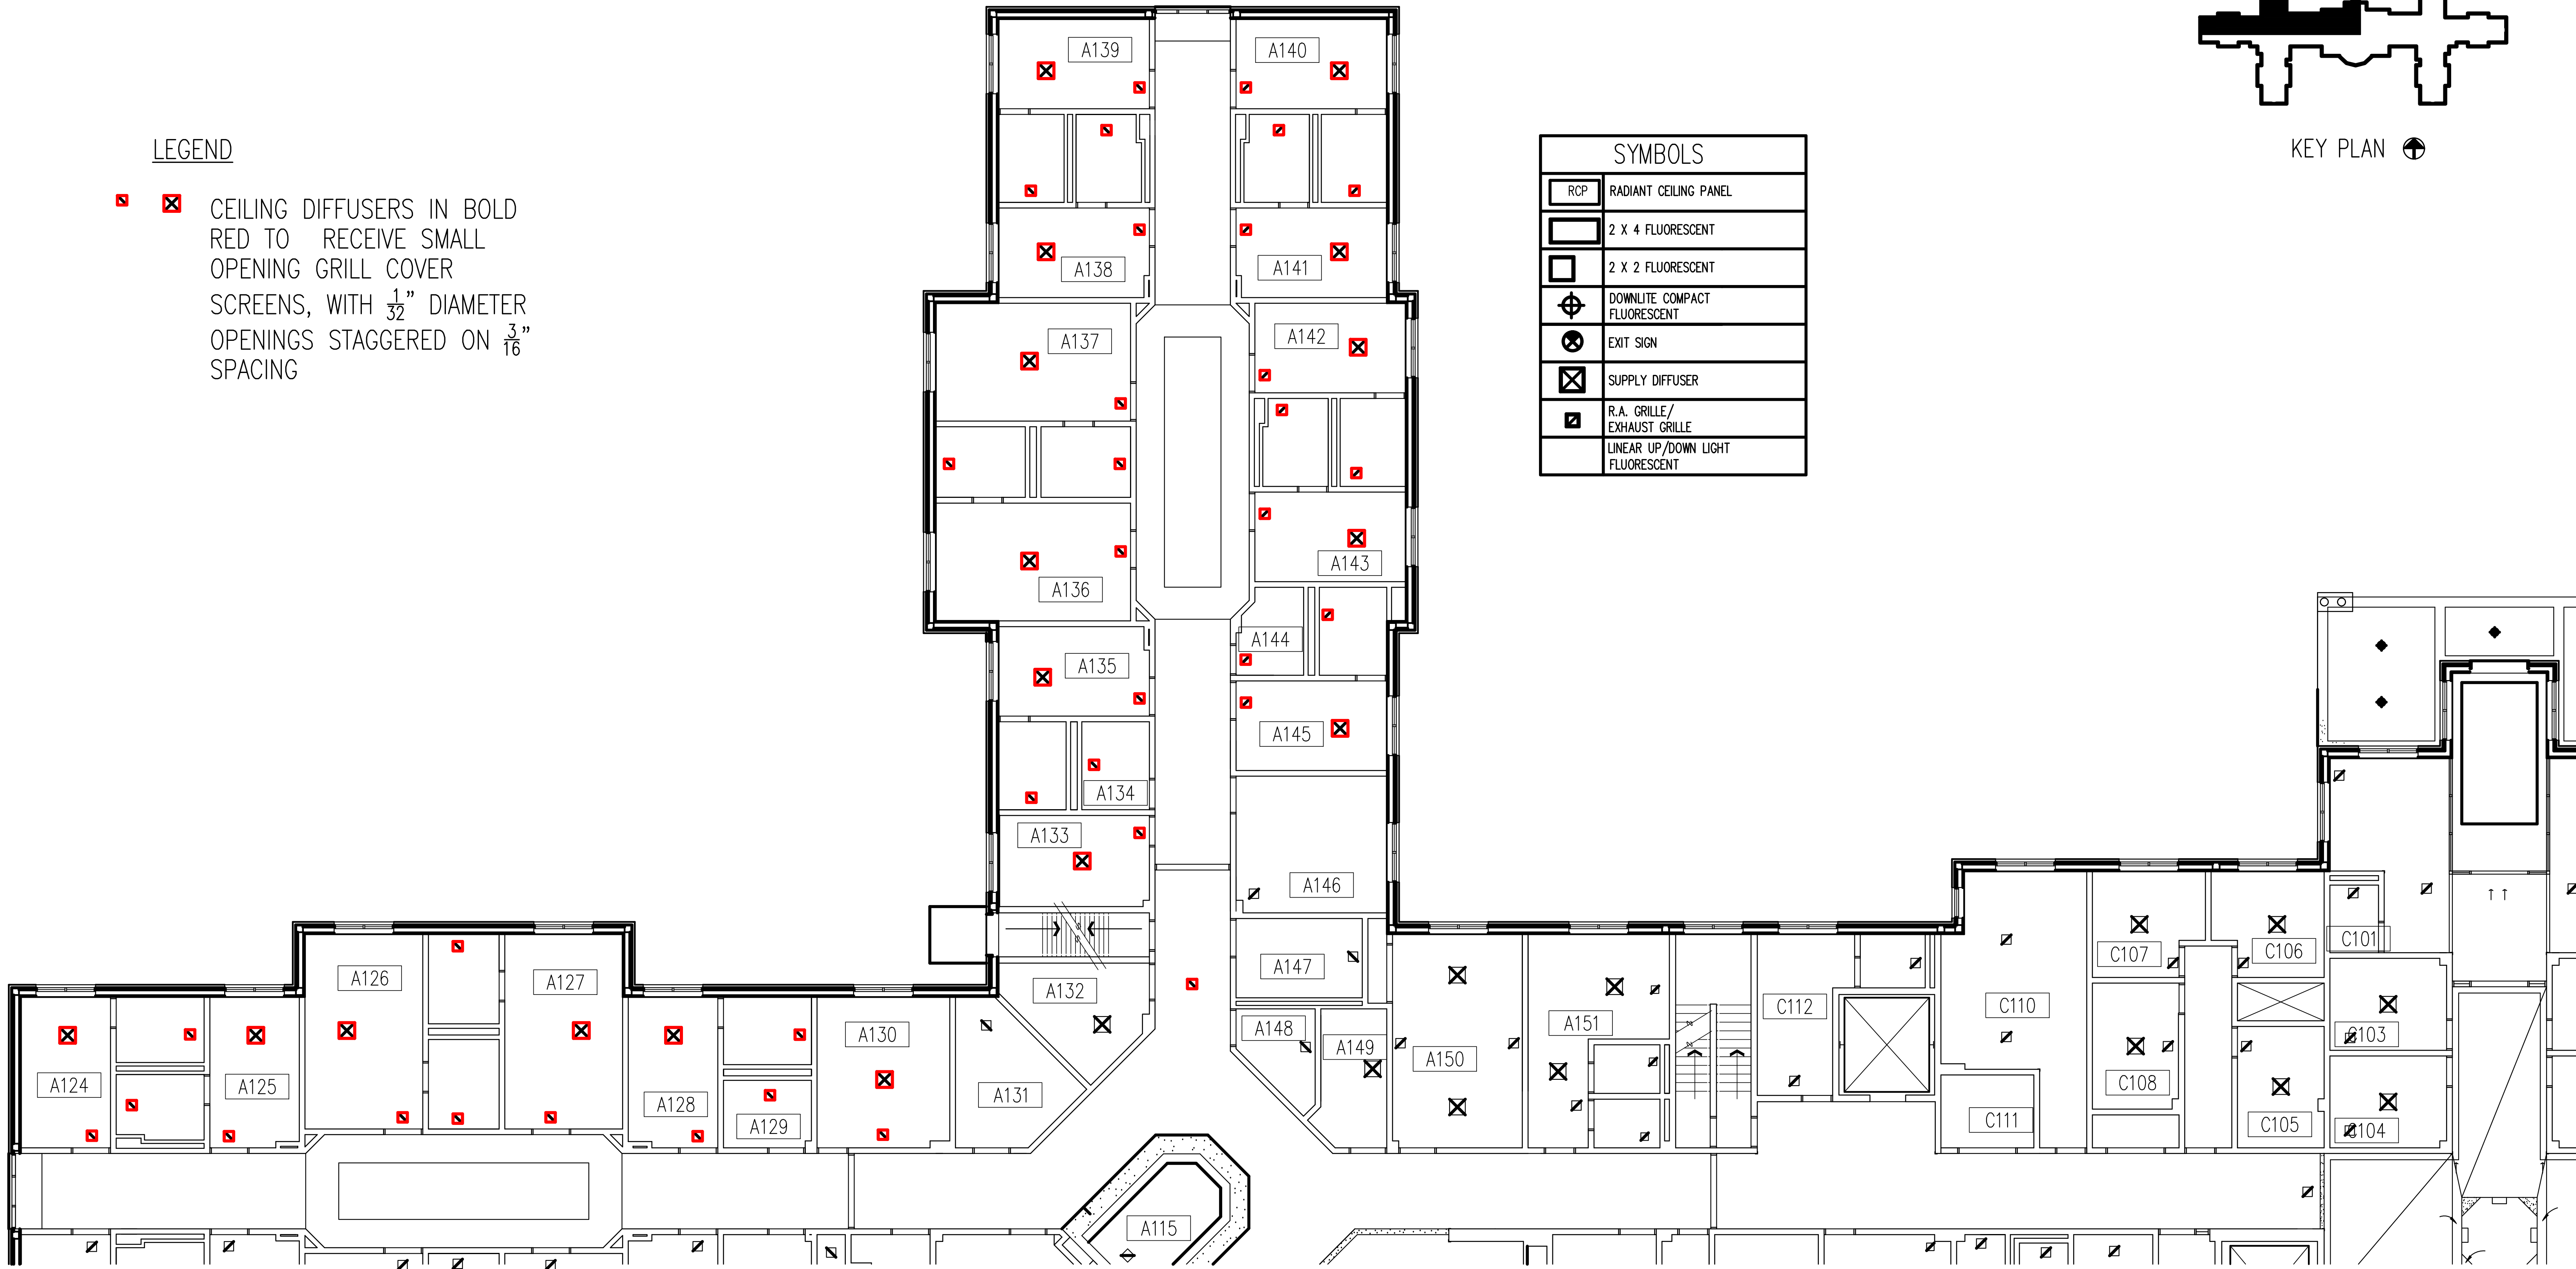 LEGEND
CEILING DIFFUSERS IN BOLD
RED TO RECEIVE SMALL
OPENING GRILL COVER
SCREENS, WITH 1/32" DIAMETER
OPENINGS STAGGERED ON 3/16"
SPACING
KEY PLAN
SYMBOLS
RCP RADIANT CEILING PANEL
2 X 4 FLUORESCENT
2 X 2 FLUORESCENT
DOWNLITE COMPACT
FLUORESCENT
EXIT SIGN
SUPPLY DIFFUSER
R.A. GRILLE/
EXHAUST GRILLE
LINEAR UP/DOWN LIGHT
FLUORESCENT
A139
A140
A138
A141
A137
A142
A136
A143
A135
A144
A145
A134
A133
A146
A126
A127
A132
A147
A124
A125
A128
A129
A130
A131
A148
A149
A150
A151
C112
C110
C111
C107
C106
C101
C108
C103
C105
C104
A115